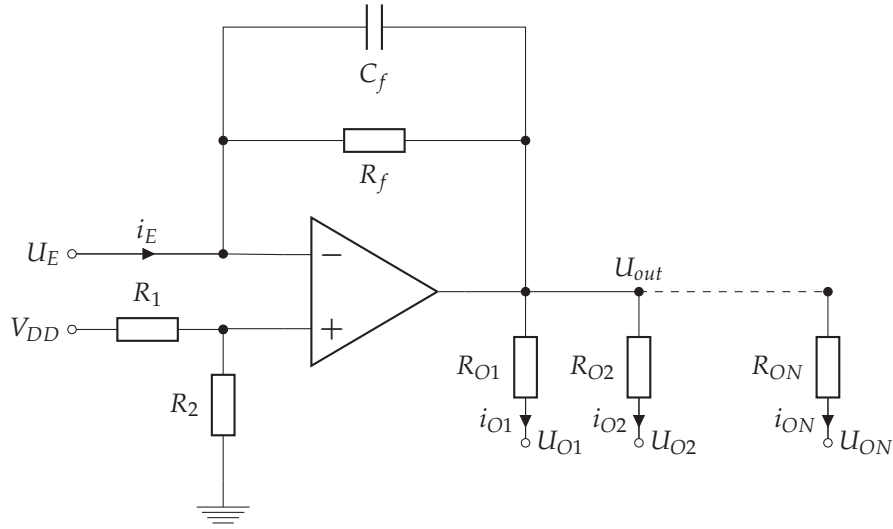 C_f
R_f
i_E
U_E
−
U_out
R_1
V_DD
+
R_O1 R_O2 R_ON
R_2
i_O1 i_O2 i_ON
U_O1 U_O2 U_ON